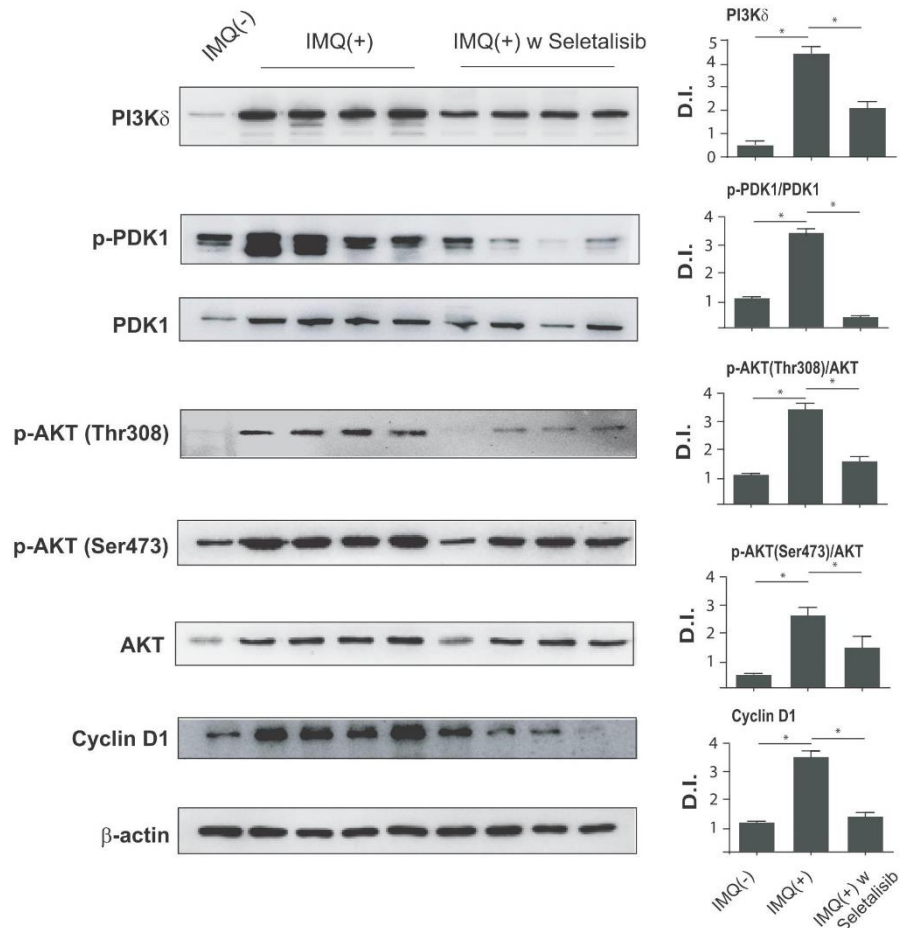 IMQ(-)
IMQ(+)
IMQ(+) w Seletalisib
PI3Kδ
p-PDK1
PDK1
p-AKT (Thr308)
p-AKT (Ser473)
AKT
Cyclin D1
β-actin
PI3Kδ
D.I.
5
4
3
2
1
0
*
*
p-PDK1/PDK1
D.I.
4
3
2
1
*
*
p-AKT(Thr308)/AKT
D.I.
4
3
2
1
*
*
p-AKT(Ser473)/AKT
D.I.
4
3
2
1
*
*
Cyclin D1
D.I.
4
3
2
1
*
*
IMQ(-)
IMQ(+)
IMQ(+) w
Seletalisib